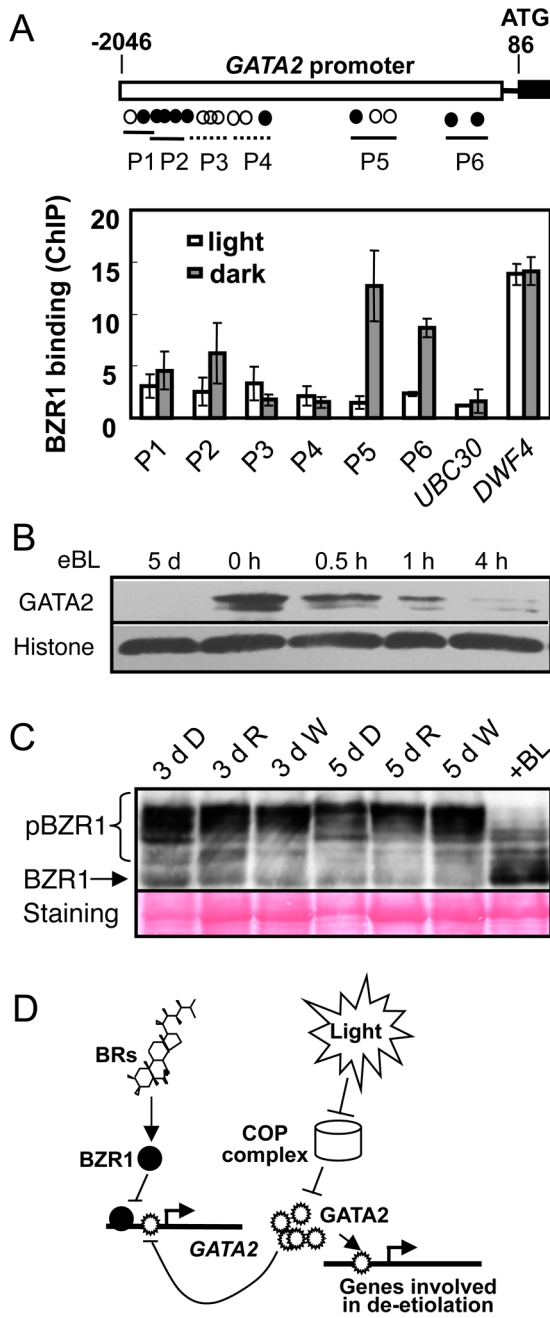 A
ATG
-2046
86
GATA2 promoter
P1 P2 P3 P4 P5 P6
BZR1 binding (ChIP)
20
15
10
5
0
light
dark
P1 P2 P3 P4 P5 P6 UBC30 DWF4
B
eBL 5 d 0 h 0.5 h 1 h 4 h
GATA2
Histone
C
3 d D 3 d R 3 d W 5 d D 5 d R 5 d W +BL
pBZR1
BZR1
Staining
D
Light
BRs
COP
complex
BZR1
GATA2
GATA2
Genes involved
in de-etiolation